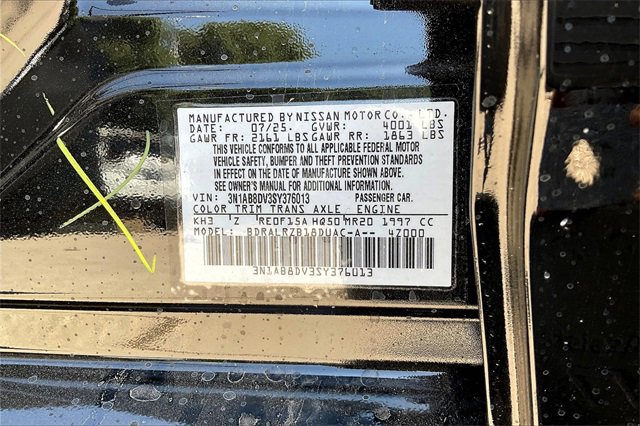 MANUFACTURED BY NISSAN MOTOR CO., LTD.
DATE: 07/25. GVWR: 4001 LBS
GAWR FR: 2161 LBS GAWR RR: 1863 LBS
THIS VEHICLE CONFORMS TO ALL APPLICABLE FEDERAL MOTOR
VEHICLE SAFETY, BUMPER AND THEFT PREVENTION STANDARDS
IN EFFECT ON THE DATE OF MANUFACTURE SHOWN ABOVE.
SEE OWNER'S MANUAL FOR ADDITIONAL INFORMATION.
VIN: 3N1AB8DV3SY376013 PASSENGER CAR.
COLOR TRIM TRANS AXLE ENGINE
KH3 Z RE0F15A HQ50 MR20 1997 CC
MODEL: BDRALRZB18DUAC-A-- 4Z000
3N1AB8DV3SY376013